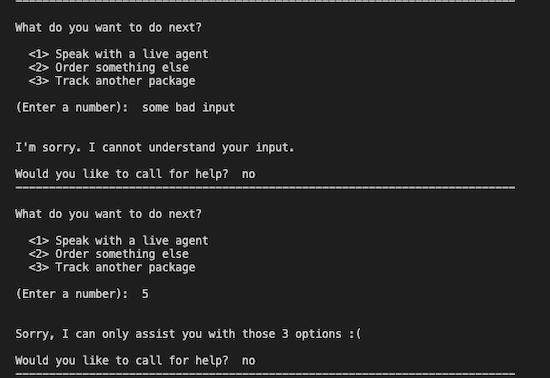 What do you want to do next?
<1> Speak with a live agent
<2> Order something else
<3> Track another package
(Enter a number):  some bad input
I'm sorry. I cannot understand your input.
Would you like to call for help?  no
---------------------------------------------------------------------------
What do you want to do next?
<1> Speak with a live agent
<2> Order something else
<3> Track another package
(Enter a number):  5
Sorry, I can only assist you with those 3 options :(
Would you like to call for help?  no
---------------------------------------------------------------------------